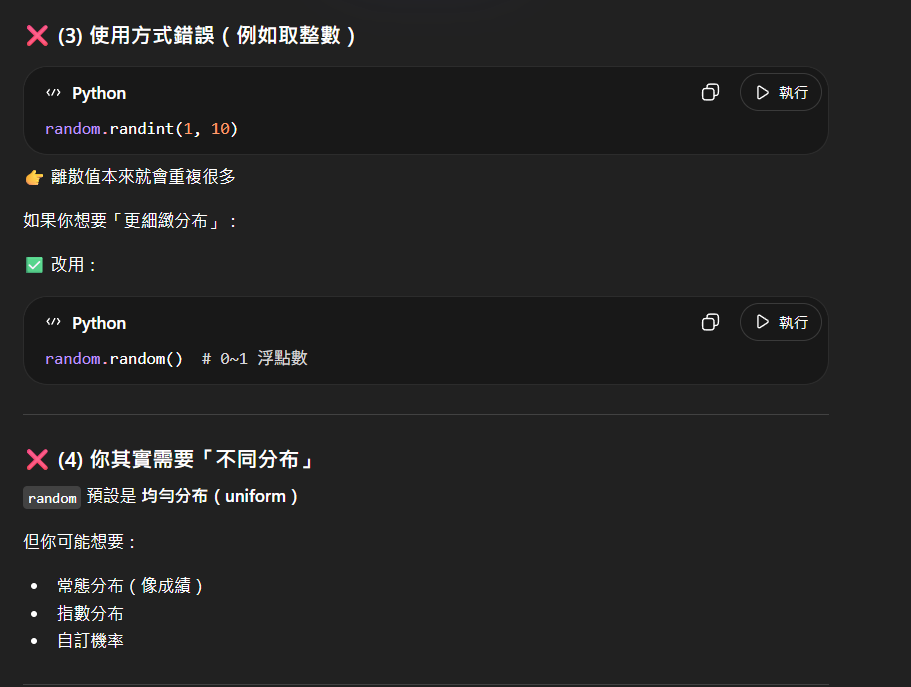 ❌ (3) 使用方式錯誤（例如取整數）
</> Python
執行
random.randint(1, 10)
👉 離散值本來就會重複很多
如果你想要「更細緻分布」：
✅ 改用：
</> Python
執行
random.random()  # 0~1 浮點數
❌ (4) 你其實需要「不同分布」
random 預設是 均勻分布（uniform）
但你可能想要：
• 常態分布（像成績）
• 指數分布
• 自訂機率